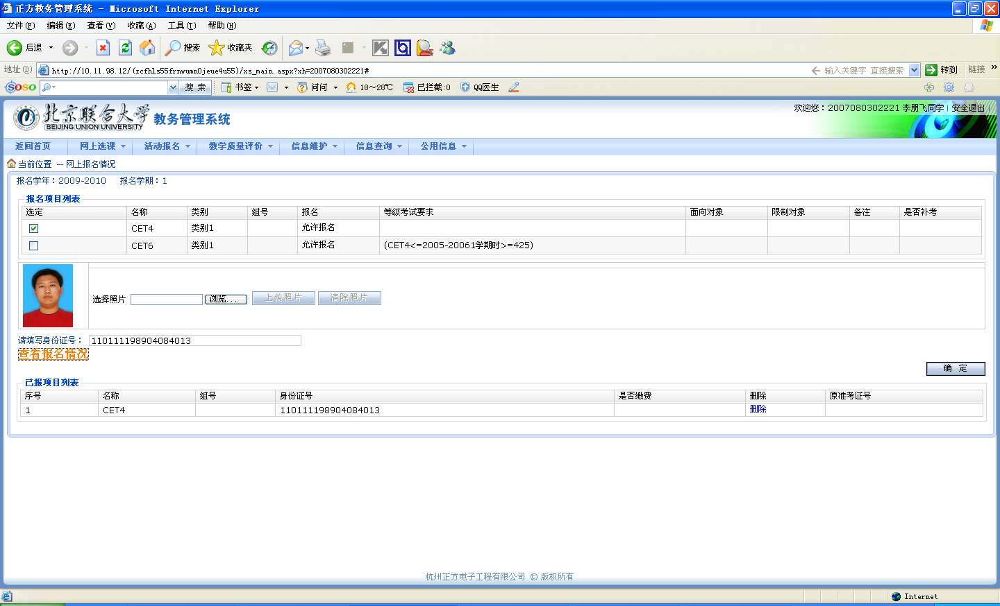 正方教务管理系统 - Microsoft Internet Explorer
文件(F) 编辑(E) 查看(V) 收藏(A) 工具(T) 帮助(H)
后退 搜索 收藏夹
地址(D) http://10.11.98.12/(zcfhls55frnwumn0jeue4u55)/xs_main.aspx?xh=2007080302221# 输入关键字 直接搜索 转到 链接 »
SOSO 搜 索 书签 问问 18～28℃ 已拦截:0 QQ医生
北京联合大学 教务管理系统 欢迎您：2007080302221 李朋飞同学 | 安全退出
BEIJING UNION UNIVERSITY
返回首页 网上选课 活动报名 教学质量评价 信息维护 信息查询 公用信息
当前位置 -- 网上报名情况
报名学年：2009-2010 报名学期：1
报名项目列表
选定 名称 类别 组号 报名 等级考试要求 面向对象 限制对象 备注 是否补考
CET4 类别1 允许报名
CET6 类别1 允许报名 (CET4<=2005-20061学期时>=425)
选择照片 浏览... 上传照片 清除照片
请填写身份证号： 110111198904084013
查看报名情况
确 定
已报项目列表
序号 名称 组号 身份证号 是否缴费 删除 原准考证号
1 CET4 110111198904084013 删除
杭州正方电子工程有限公司 © 版权所有
Internet